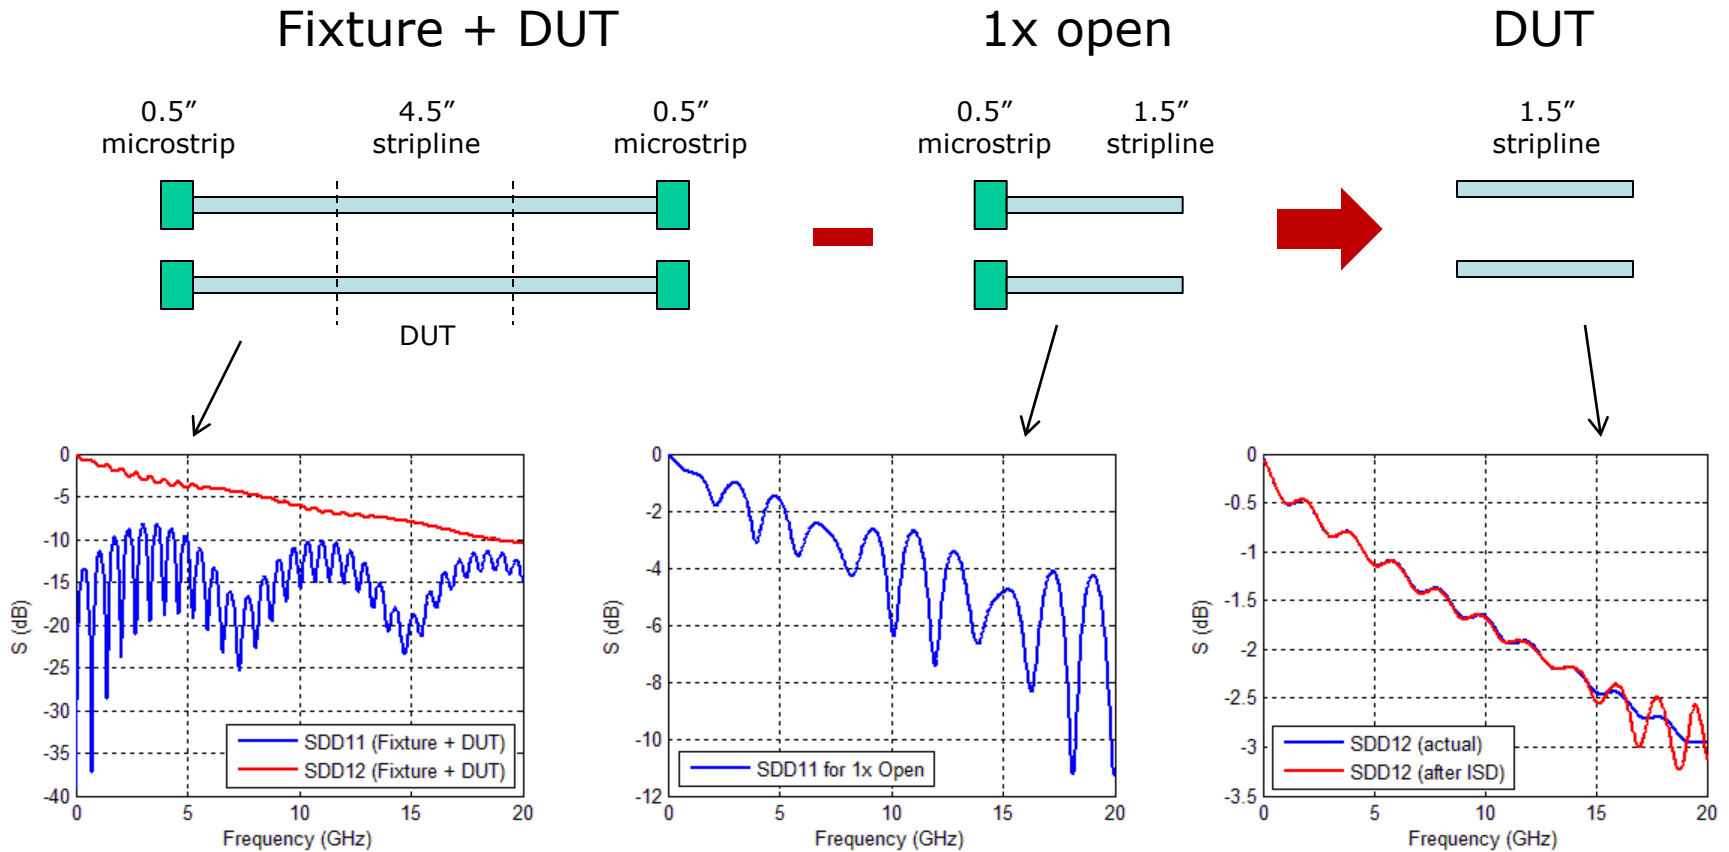 Fixture + DUT
1x open
DUT
0.5”
microstrip
4.5”
stripline
0.5”
microstrip
0.5”
microstrip
1.5”
stripline
1.5”
stripline
DUT
0
-5
-10
-15
-20
-25
-30
-35
-40
S (dB)
0
5
10
15
20
Frequency (GHz)
SDD11 (Fixture + DUT)
SDD12 (Fixture + DUT)
0
-2
-4
-6
-8
-10
-12
S (dB)
0
5
10
15
20
Frequency (GHz)
SDD11 for 1x Open
0
-0.5
-1
-1.5
-2
-2.5
-3
-3.5
S (dB)
0
5
10
15
20
Frequency (GHz)
SDD12 (actual)
SDD12 (after ISD)